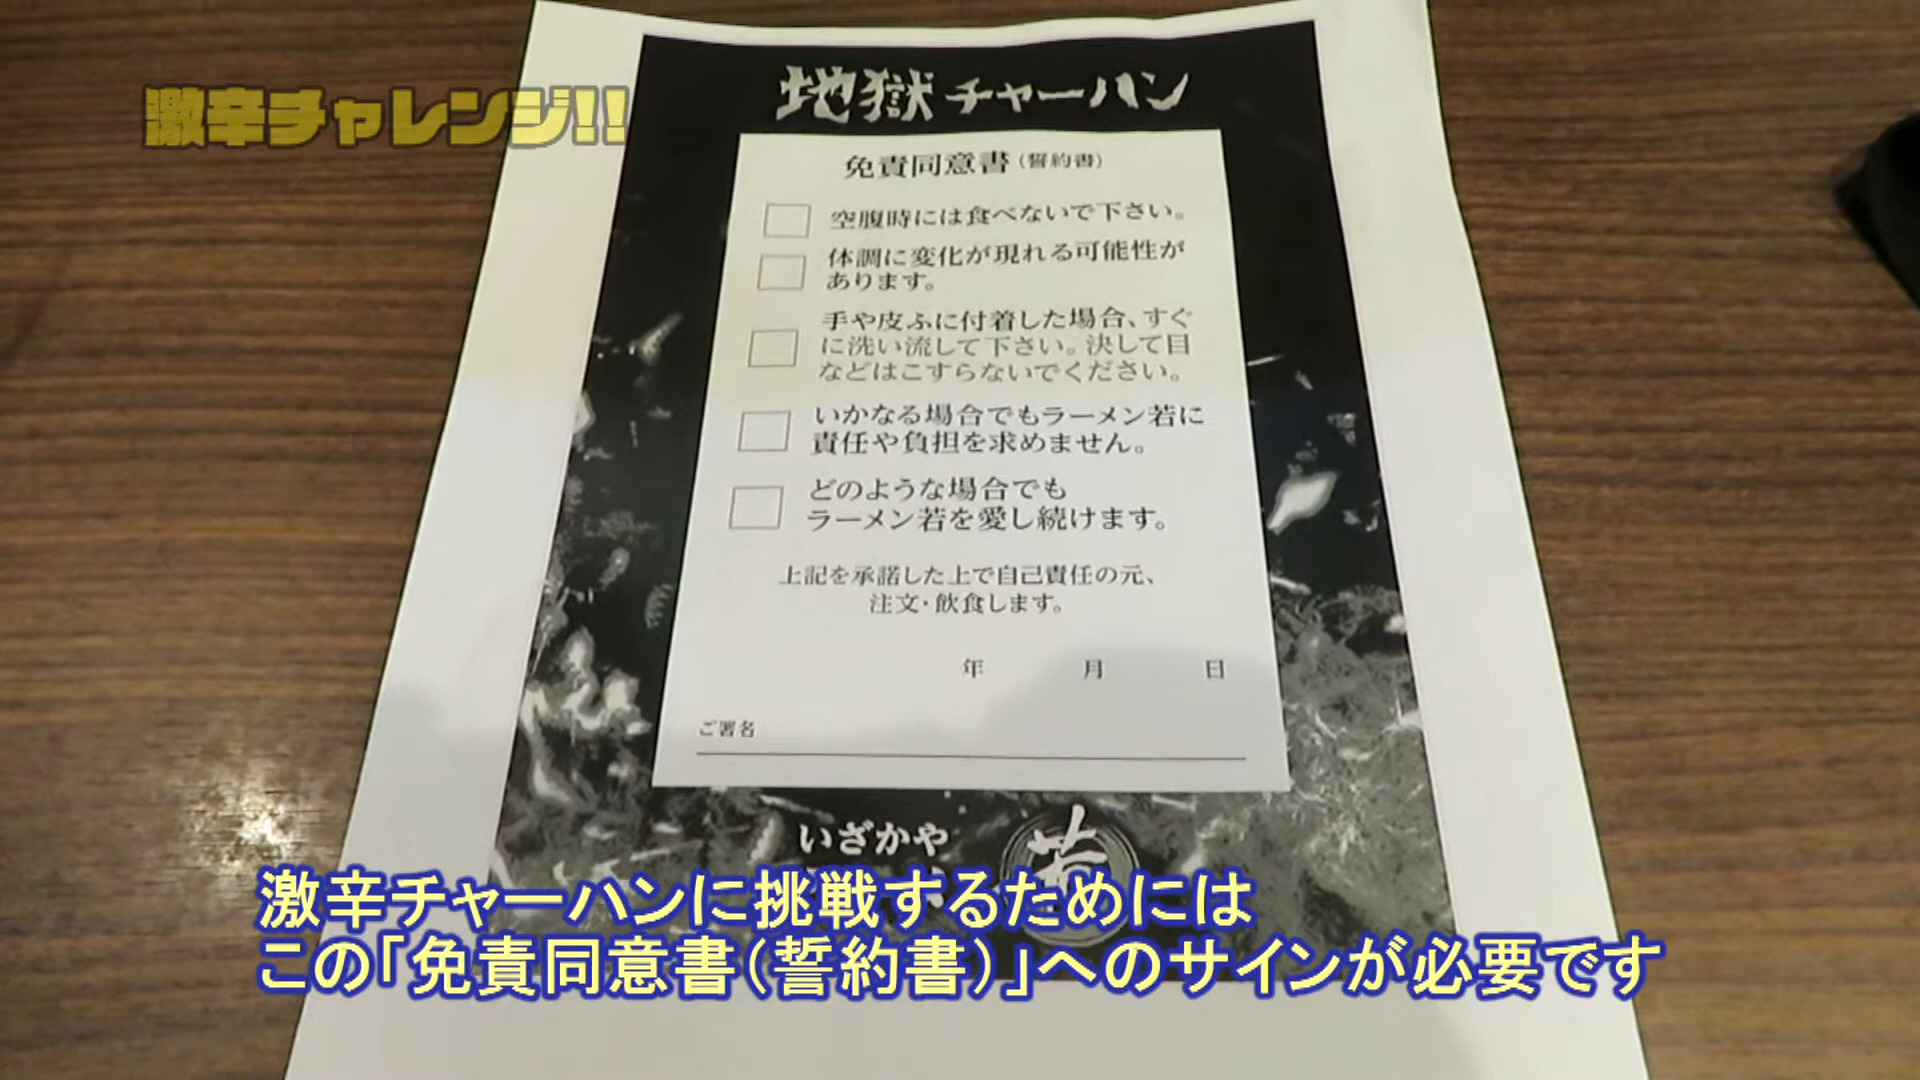 激辛チャレンジ!!
地獄チャーハン
免責同意書（誓約書）
空腹時には食べないで下さい。
体調に変化が現れる可能性が
あります。
手や皮ふに付着した場合、すぐ
に洗い流して下さい。決して目
などはこすらないでください。
いかなる場合でもラーメン若に
責任や負担を求めません。
どのような場合でも
ラーメン若を愛し続けます。
上記を承諾した上で自己責任の元、
注文・飲食します。
年 月 日
ご署名
いざかや
若
激辛チャーハンに挑戦するためには
この「免責同意書（誓約書）」へのサインが必要です